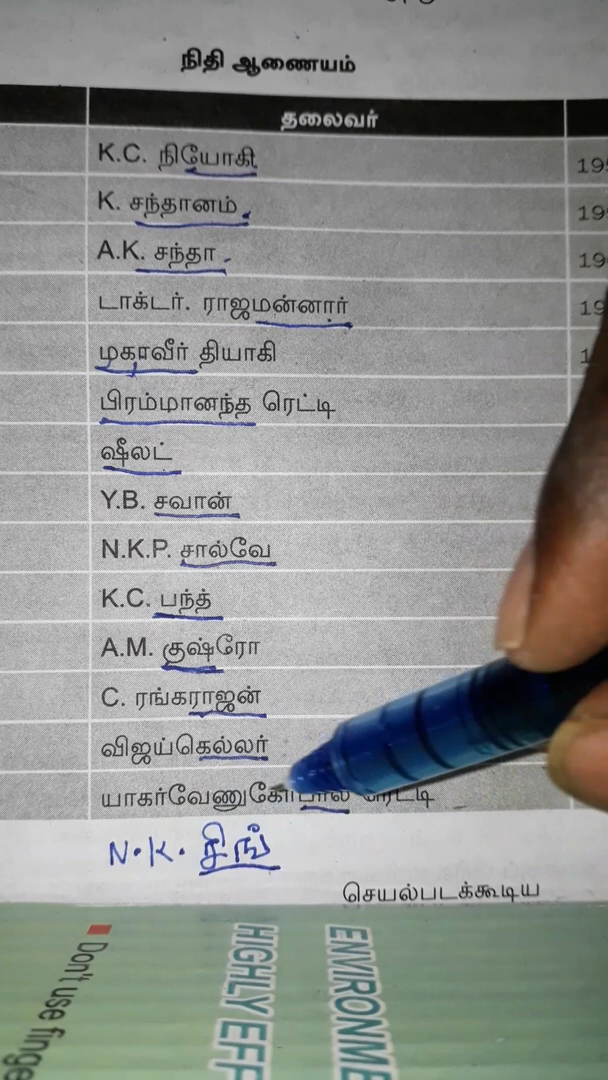 நிதி ஆணையம்
தலைவர்
K.C. நியோகி
K. சந்தானம்
A.K. சந்தா
டாக்டர். ராஜமன்னார்
மகாவீர் தியாகி
பிரம்மானந்த ரெட்டி
ஷீலட்
Y.B. சவான்
N.K.P. சால்வே
K.C. பந்த்
A.M. குஷ்ரோ
C. ரங்கராஜன்
விஜய்கெல்லர்
யாகர்வேணுகோபால் ரெட்டி
N.K. சிங்
செயல்படக்கூடிய
ENVIRONME
HIGHLY EFF
Don't use finge